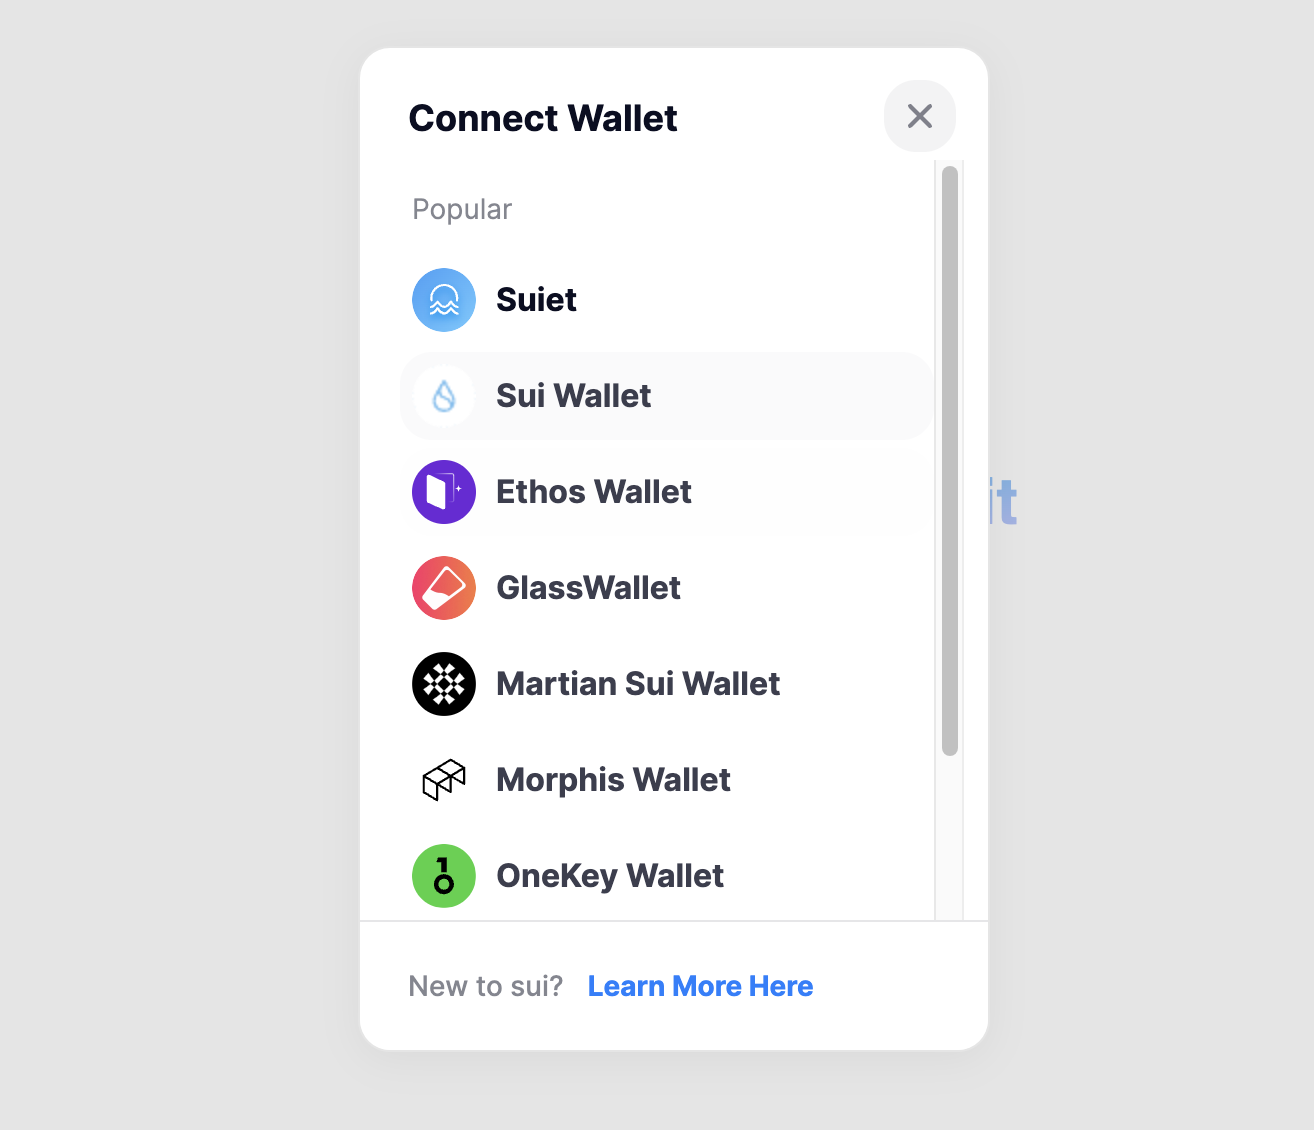 Connect Wallet
Popular
Suiet
Sui Wallet
Ethos Wallet
it
GlassWallet
Martian Sui Wallet
Morphis Wallet
OneKey Wallet
New to sui? Learn More Here